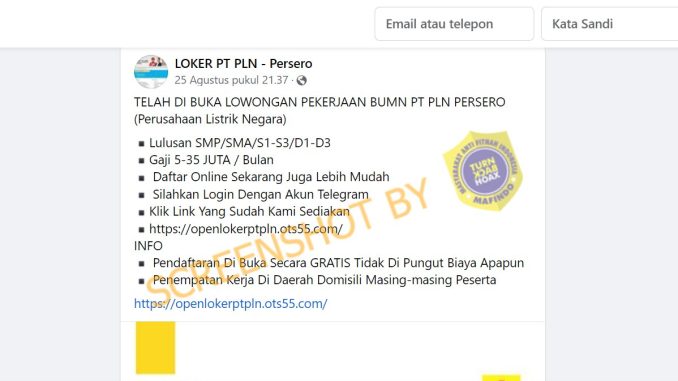 Email atau telepon
Kata Sandi
LOKER PT PLN - Persero
25 Agustus pukul 21.37 ·
TELAH DI BUKA LOWONGAN PEKERJAAN BUMN PT PLN PERSERO
(Perusahaan Listrik Negara)
▪ Lulusan SMP/SMA/S1-S3/D1-D3
▪ Gaji 5-35 JUTA / Bulan
▪ Daftar Online Sekarang Juga Lebih Mudah
▪ Silahkan Login Dengan Akun Telegram
▪ Klik Link Yang Sudah Kami Sediakan
▪ https://openlokerptpln.ots55.com/
INFO
▪ Pendaftaran Di Buka Secara GRATIS Tidak Di Pungut Biaya Apapun
▪ Penempatan Kerja Di Daerah Domisili Masing-masing Peserta
https://openlokerptpln.ots55.com/
SCREENSHOT BY
MASYARAKAT ANTI FITNAH INDONESIA
TURN
BACK
HOAX
MAFINDO